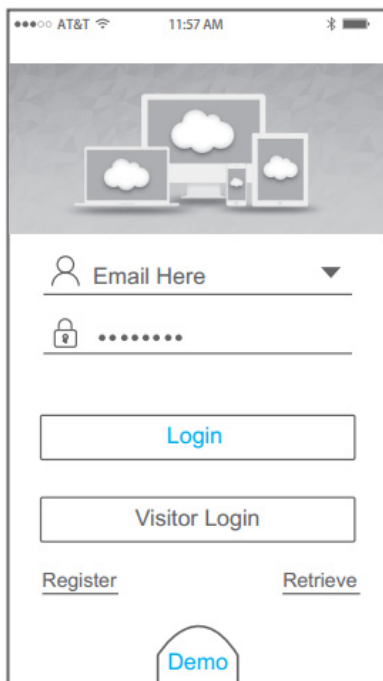 AT&T 11:57 AM
Email Here
••••••••
Login
Visitor Login
Register Retrieve
Demo